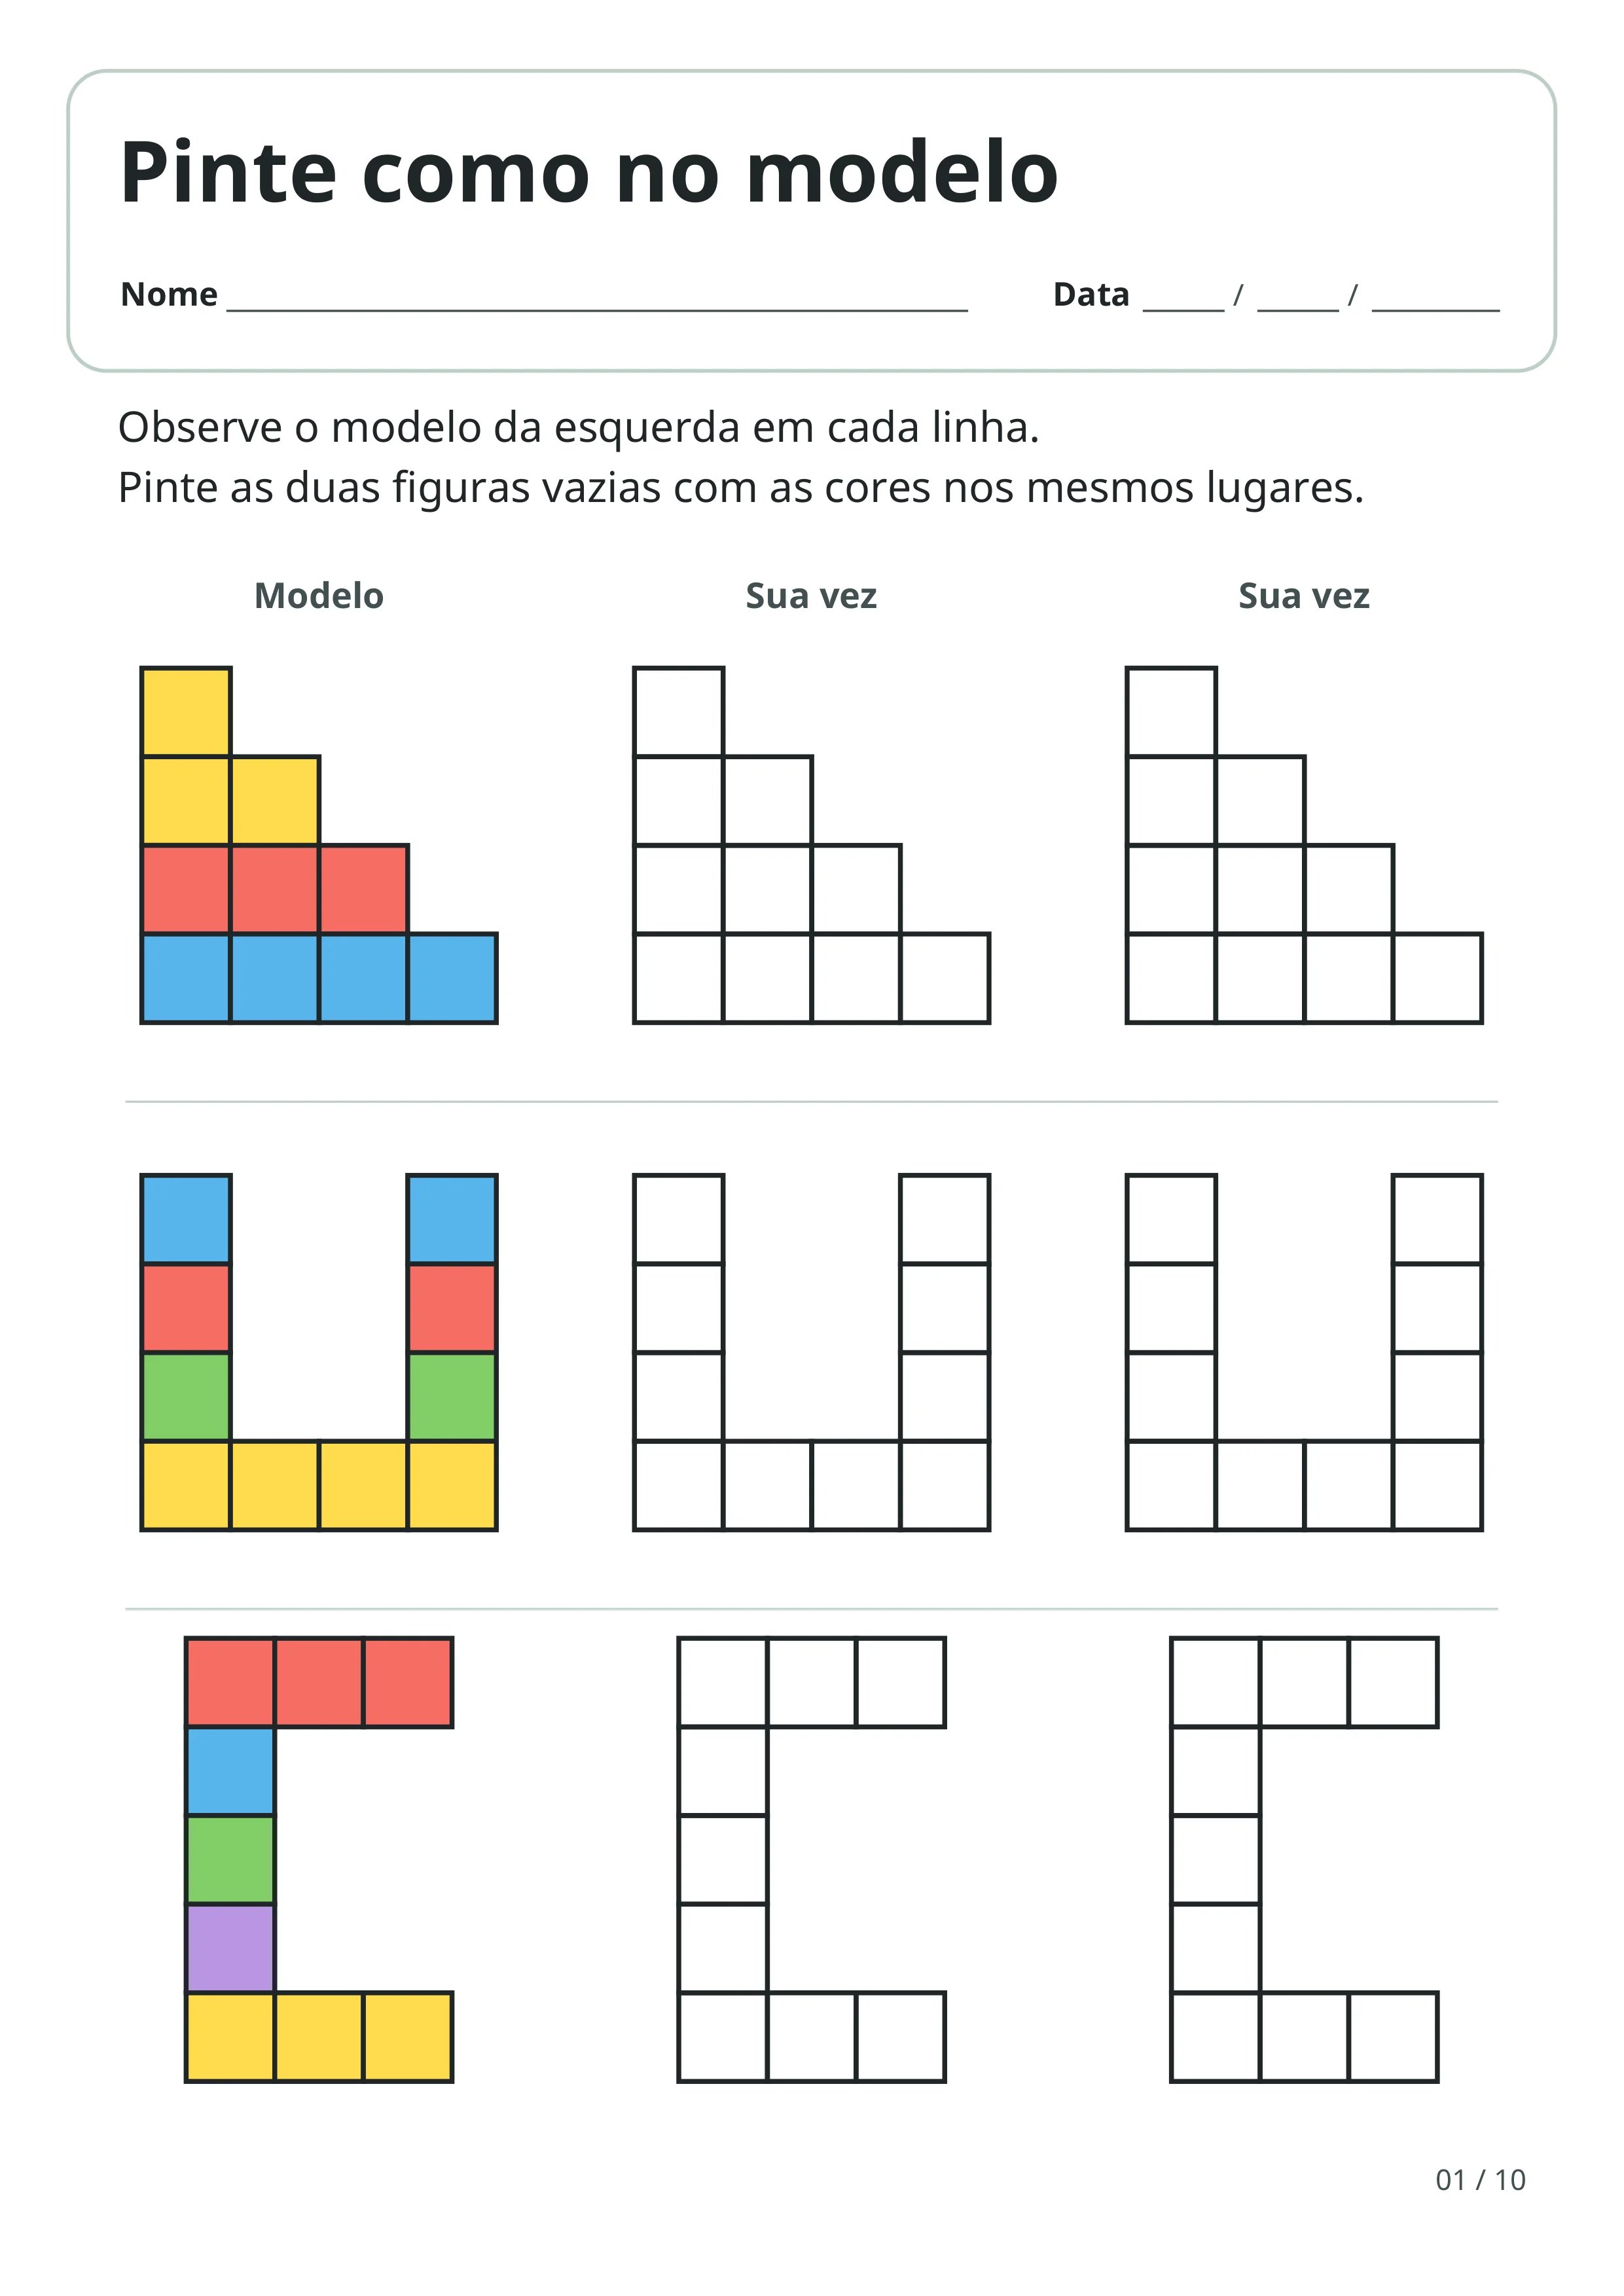 Pinte como no modelo
Nome Data / /
Observe o modelo da esquerda em cada linha.
Pinte as duas figuras vazias com as cores nos mesmos lugares.
Modelo Sua vez Sua vez
01 / 10